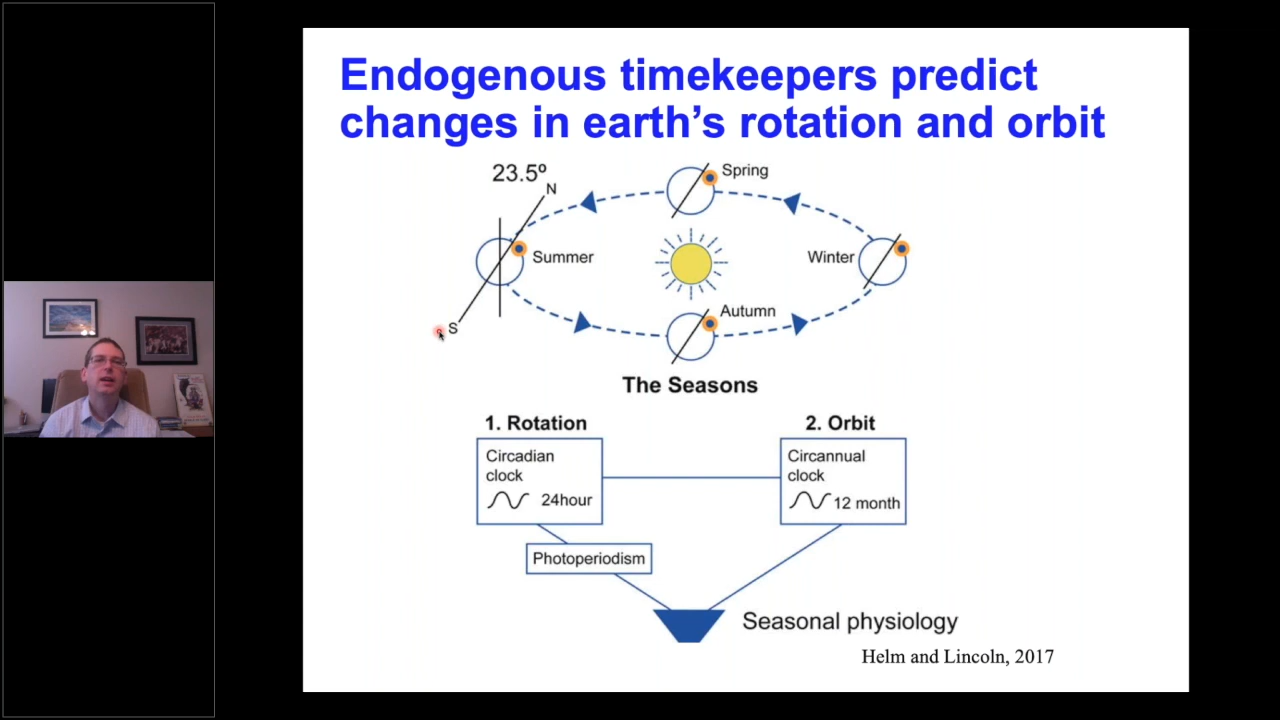 Endogenous timekeepers predict
changes in earth's rotation and orbit
23.5º
N
Spring
Summer
Winter
Autumn
S
The Seasons
1. Rotation
2. Orbit
Circadian
clock
24hour
Circannual
clock
12 month
Photoperiodism
Seasonal physiology
Helm and Lincoln, 2017